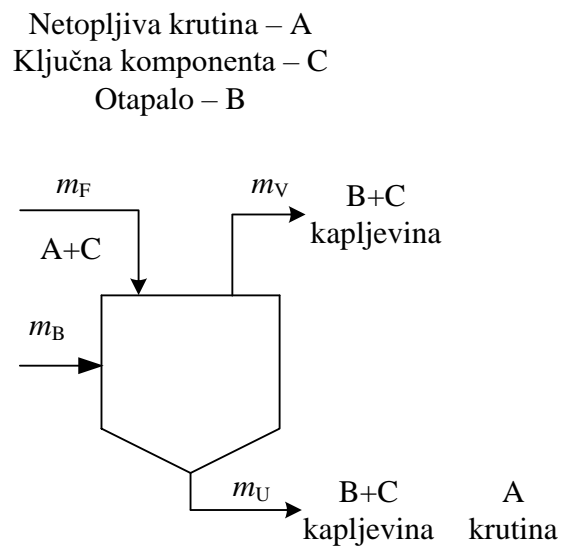 Netopljiva krutina – A
Ključna komponenta – C
Otapalo – B
mF
mV
B+C
kapljevina
A+C
mB
mU
B+C
kapljevina
A
krutina